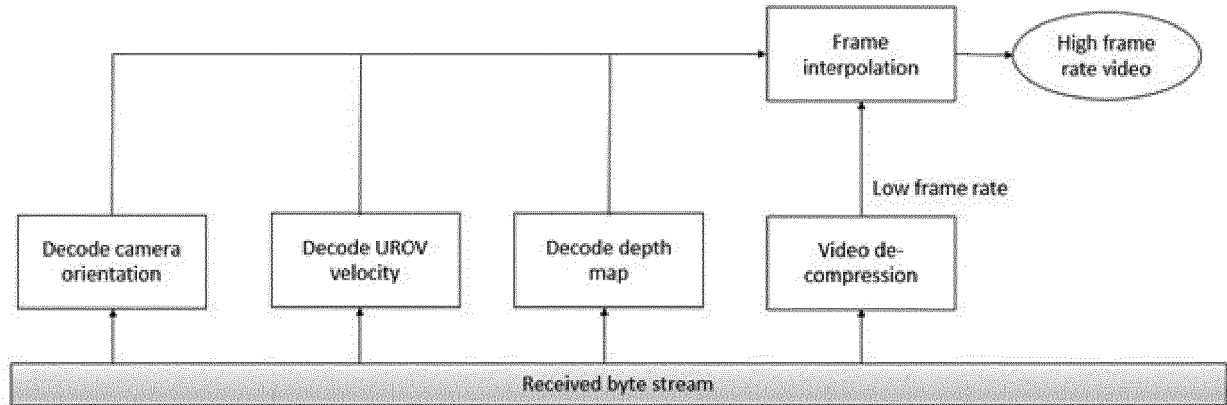 Frame
interpolation
High frame
rate video
Low frame rate
Decode camera
orientation
Decode UROV
velocity
Decode depth
map
Video de-
compression
Received byte stream